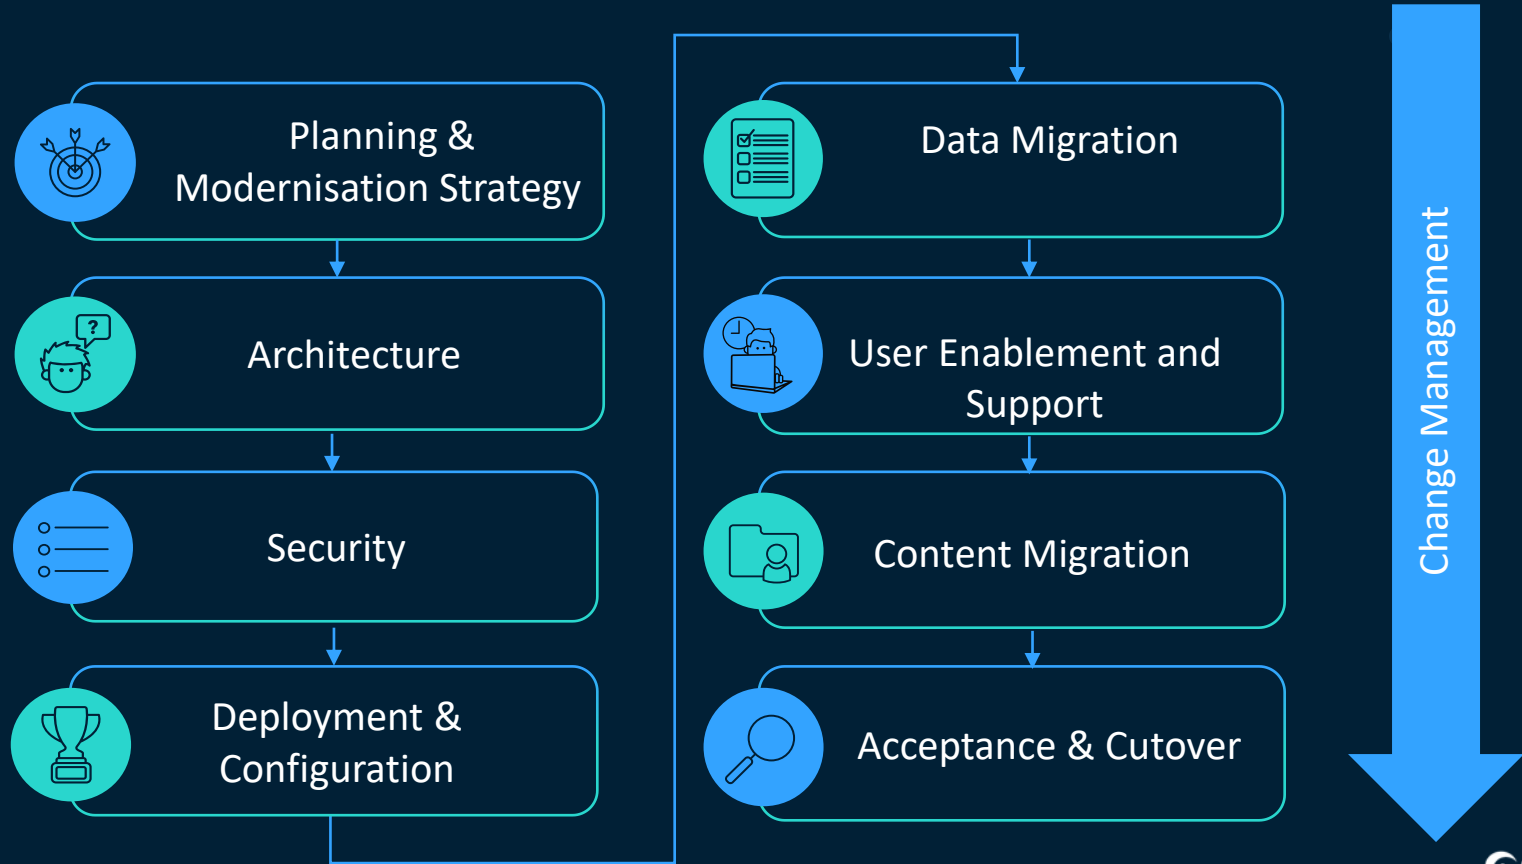 Planning &
Modernisation Strategy
Architecture
?
Security
Deployment &
Configuration
Data Migration
User Enablement and
Support
Content Migration
Acceptance & Cutover
Change Management